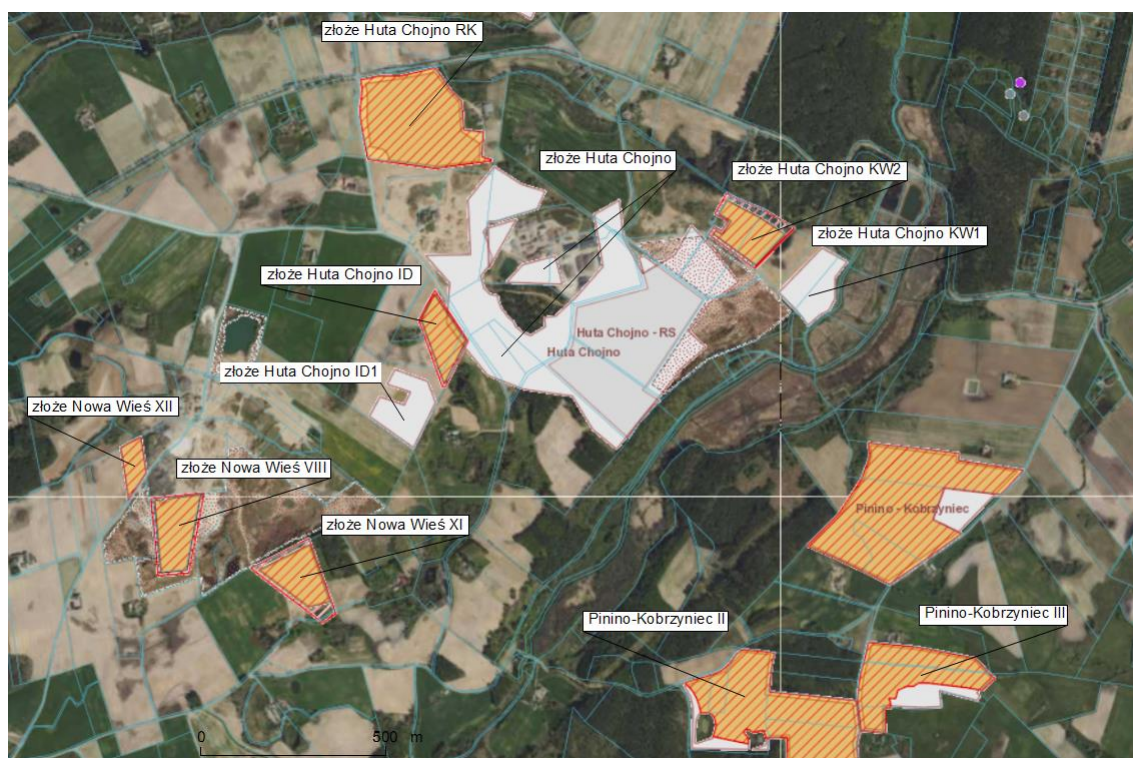 złoże Huta Chojno RK
złoże Huta Chojno
złoże Huta Chojno KW2
złoże Huta Chojno KW1
złoże Huta Chojno ID
Huta Chojno - RS
Huta Chojno
złoże Huta Chojno ID1
złoże Nowa Wieś XII
złoże Nowa Wieś VIII
Pinino - Kobrzyniec
złoże Nowa Wieś XI
Pinino-Kobrzyniec II
Pinino-Kobrzyniec III
0 500 m